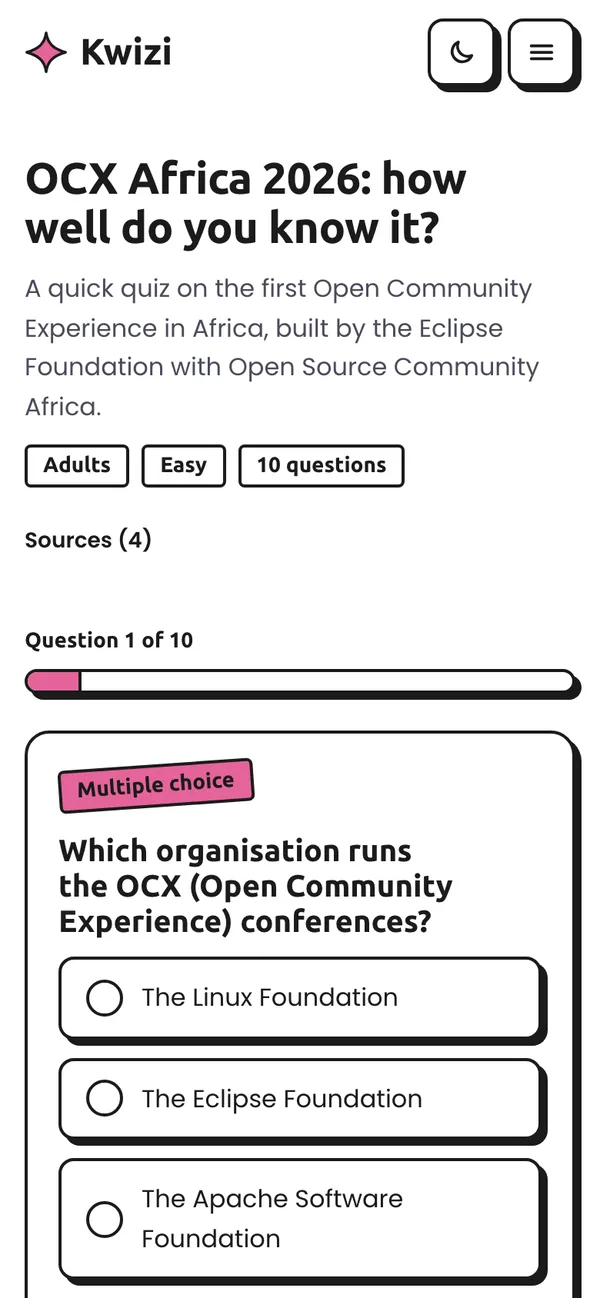 Kwizi
OCX Africa 2026: how
well do you know it?
A quick quiz on the first Open Community
Experience in Africa, built by the Eclipse
Foundation with Open Source Community
Africa.
Adults
Easy
10 questions
Sources (4)
Question 1 of 10
Multiple choice
Which organisation runs
the OCX (Open Community
Experience) conferences?
The Linux Foundation
The Eclipse Foundation
The Apache Software
Foundation